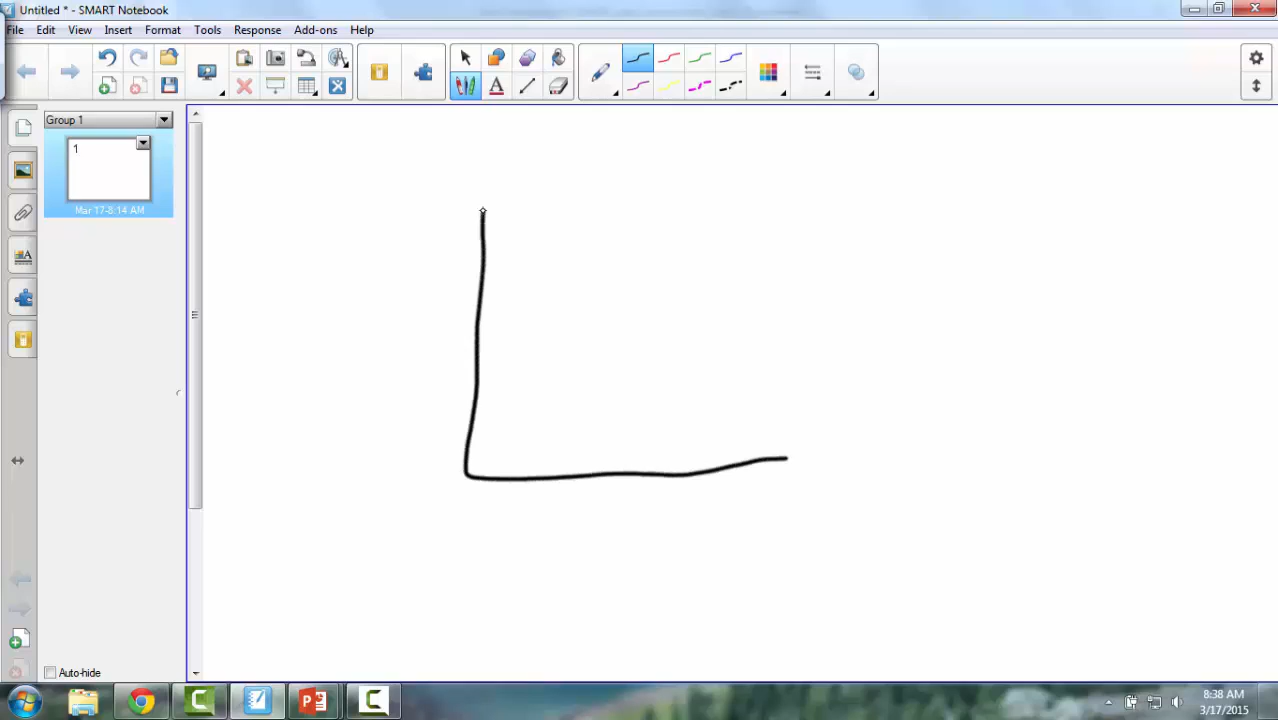 Untitled * - SMART Notebook
File Edit View Insert Format Tools Response Add-ons Help
Group 1
1
Mar 17-8:14 AM
Auto-hide
8:38 AM
3/17/2015